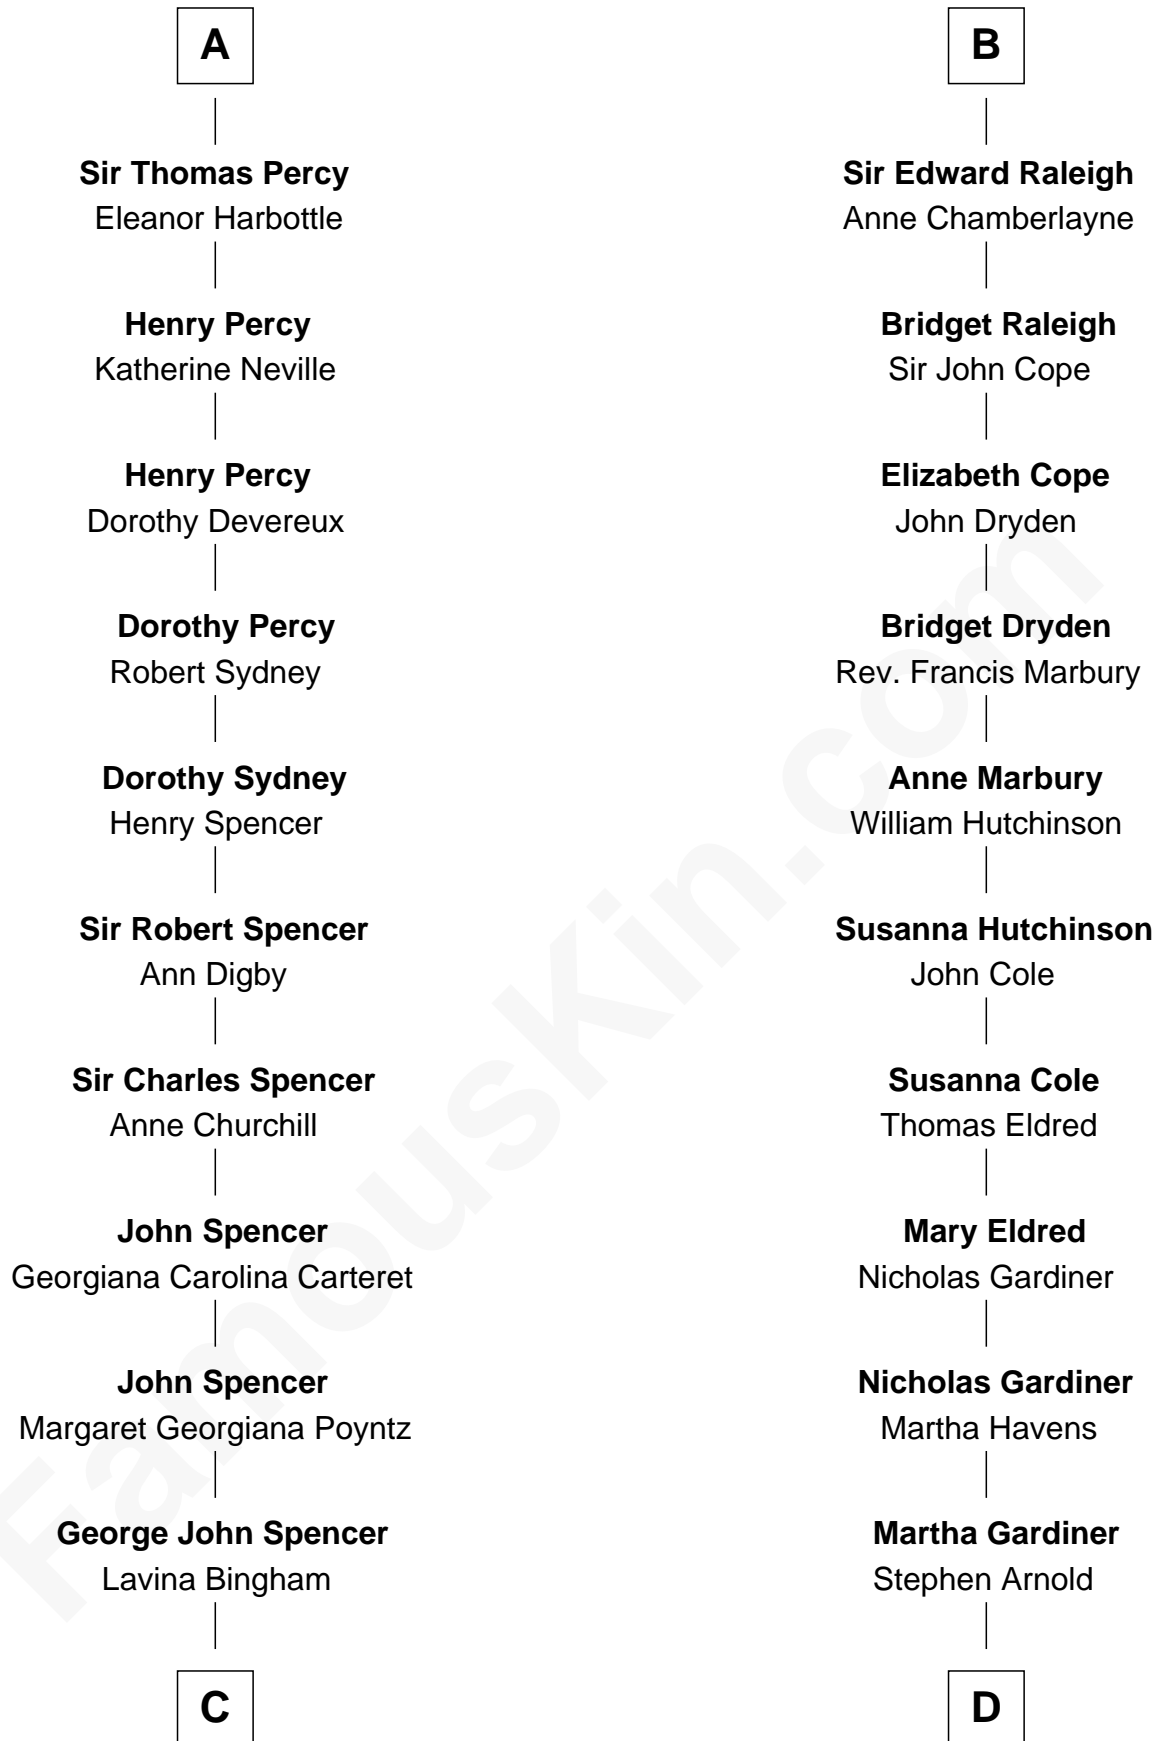 A
Sir Thomas Percy
Eleanor Harbottle
Henry Percy
Katherine Neville
Henry Percy
Dorothy Devereux
Dorothy Percy
Robert Sydney
Dorothy Sydney
Henry Spencer
Sir Robert Spencer
Ann Digby
Sir Charles Spencer
Anne Churchill
John Spencer
Georgiana Carolina Carteret
John Spencer
Margaret Georgiana Poyntz
George John Spencer
Lavina Bingham
C
B
Sir Edward Raleigh
Anne Chamberlayne
Bridget Raleigh
Sir John Cope
Elizabeth Cope
John Dryden
Bridget Dryden
Rev. Francis Marbury
Anne Marbury
William Hutchinson
Susanna Hutchinson
John Cole
Susanna Cole
Thomas Eldred
Mary Eldred
Nicholas Gardiner
Nicholas Gardiner
Martha Havens
Martha Gardiner
Stephen Arnold
D
FamousKin.com